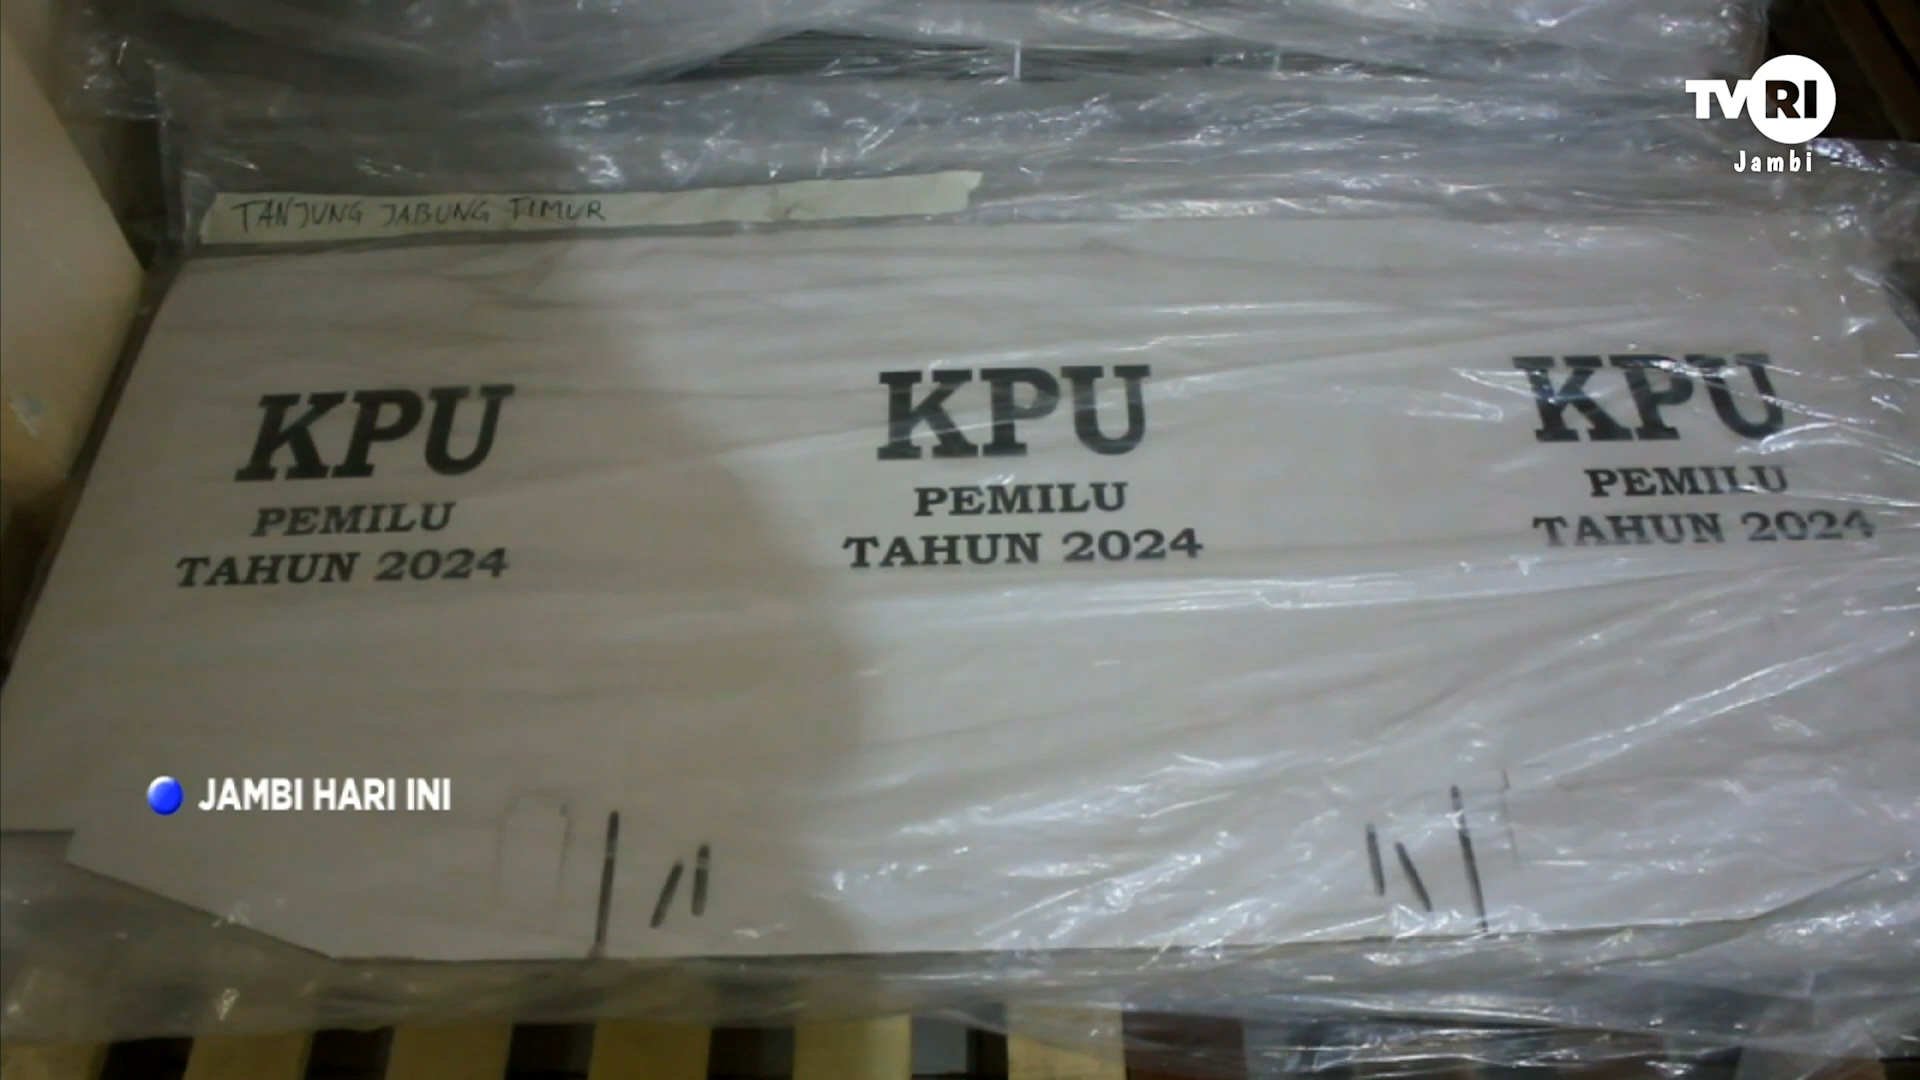 TVRI
Jambi
TANJUNG JABUNG TIMUR
KPU
PEMILU
TAHUN 2024
KPU
PEMILU
TAHUN 2024
KPU
PEMILU
TAHUN 2024
JAMBI HARI INI